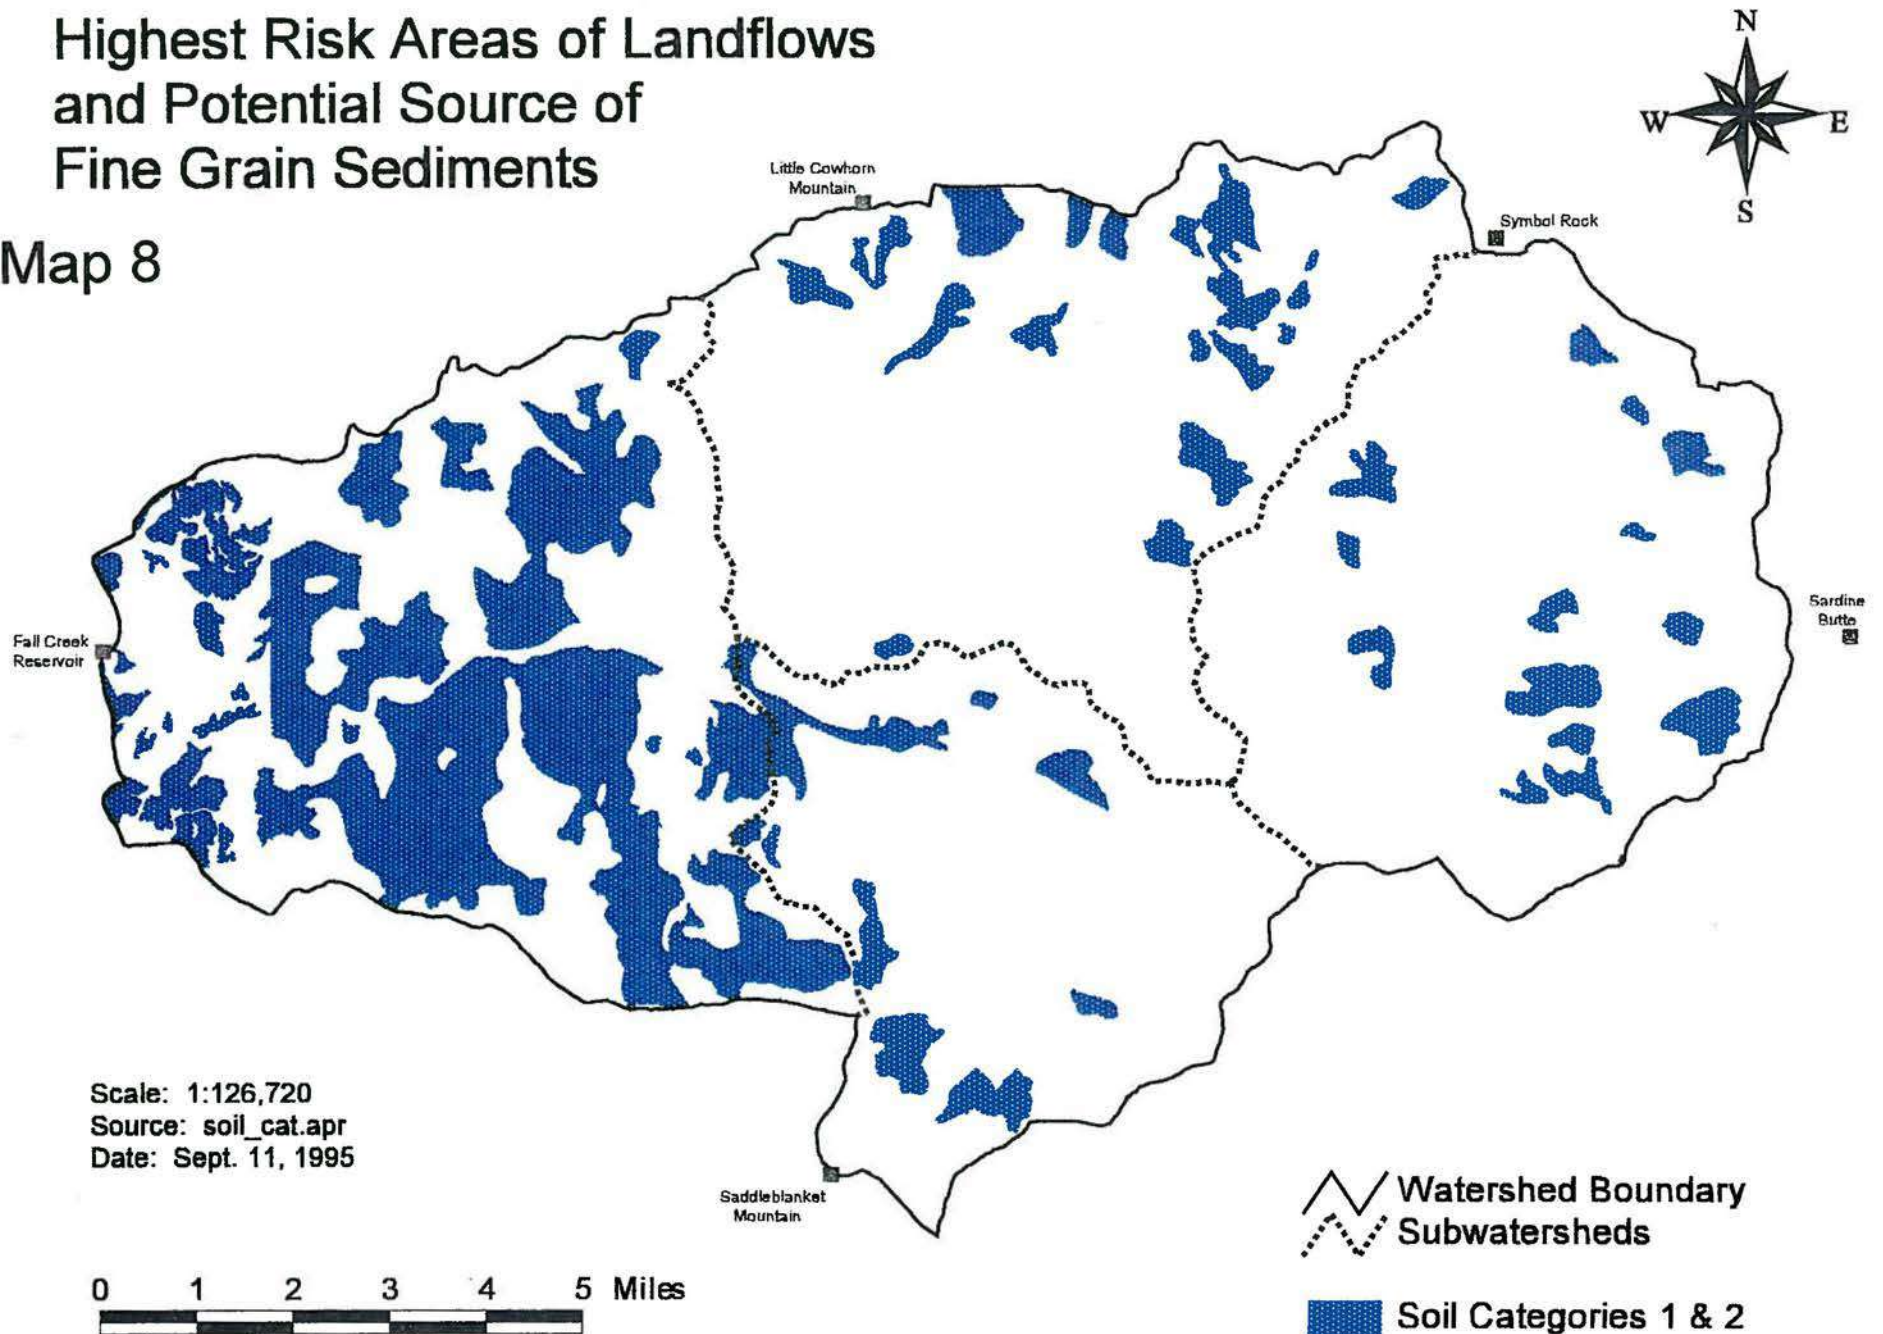 Highest Risk Areas of Landflows
and Potential Source of
Fine Grain Sediments
Map 8
N
W
E
S
Little Cowhorn
Mountain
Symbol Rock
Fall Creek
Reservoir
Sardine
Butte
Scale: 1:126,720
Source: soil_cat.apr
Date: Sept. 11, 1995
Saddleblanket
Mountain
0 1 2 3 4 5 Miles
Watershed Boundary
Subwatersheds
Soil Categories 1 & 2